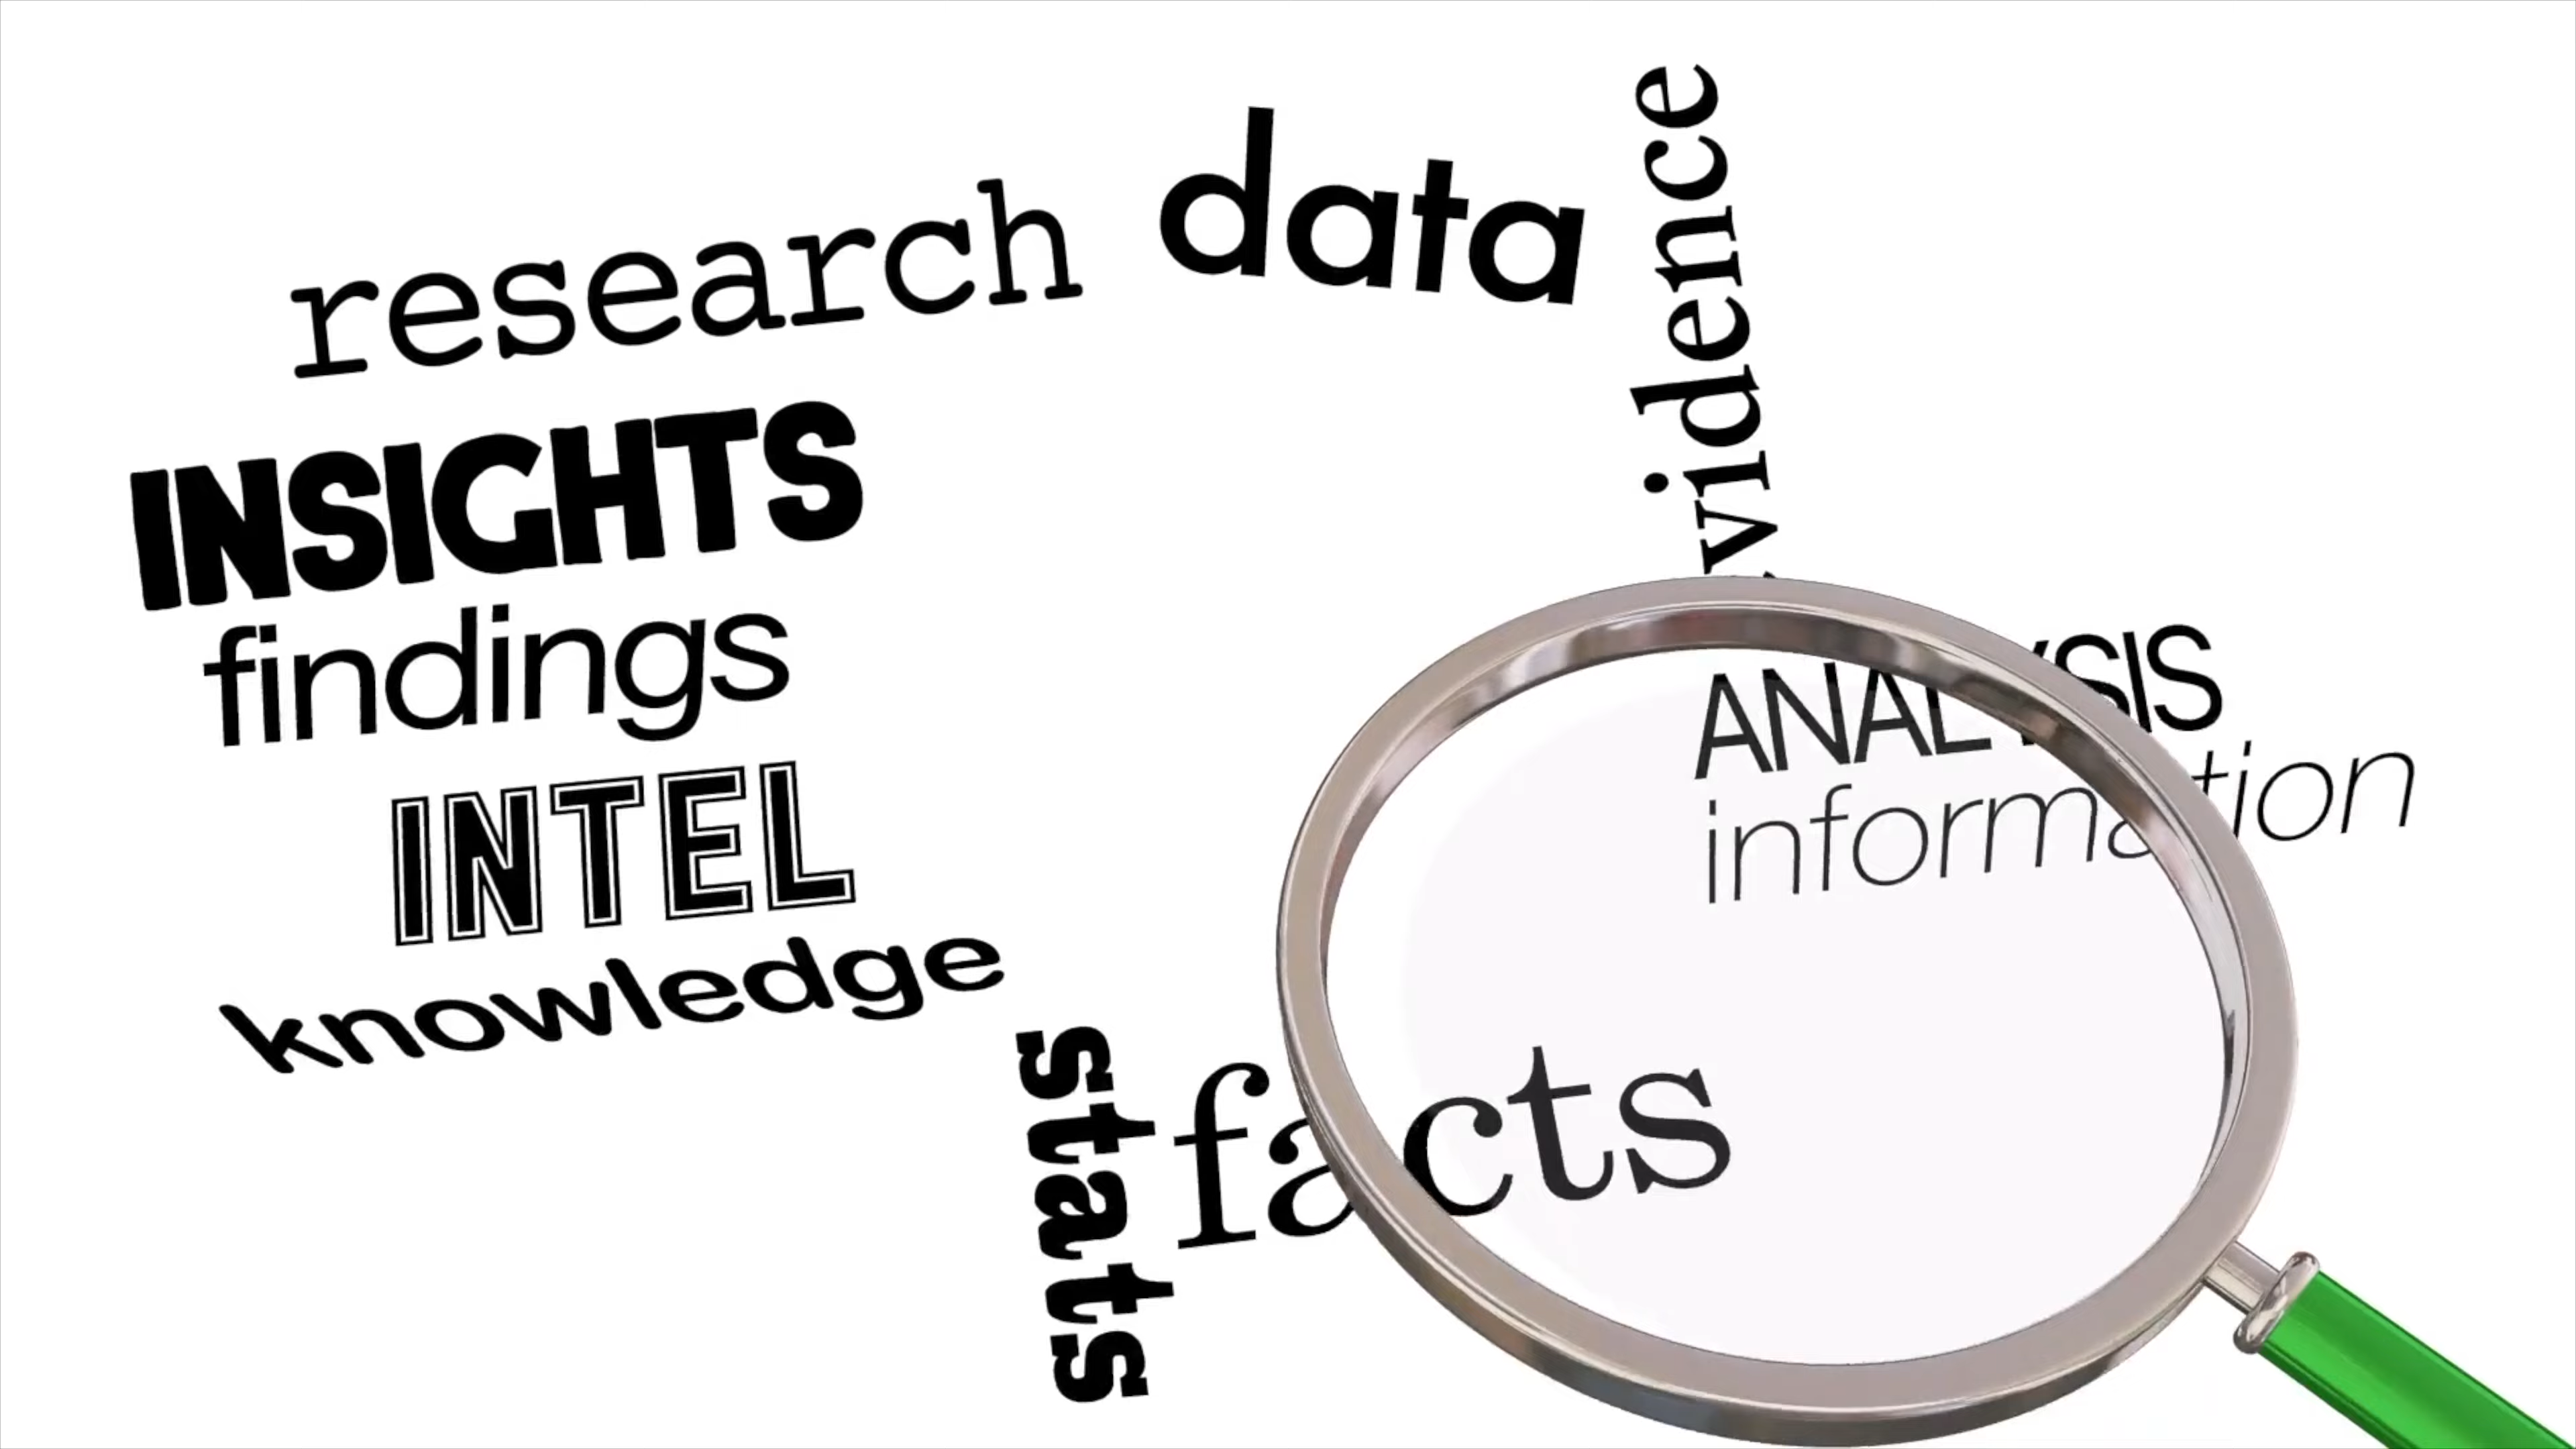 research
data
evidence
INSIGHTS
findings
ANALYSIS
information
INTEL
knowledge
stats
facts